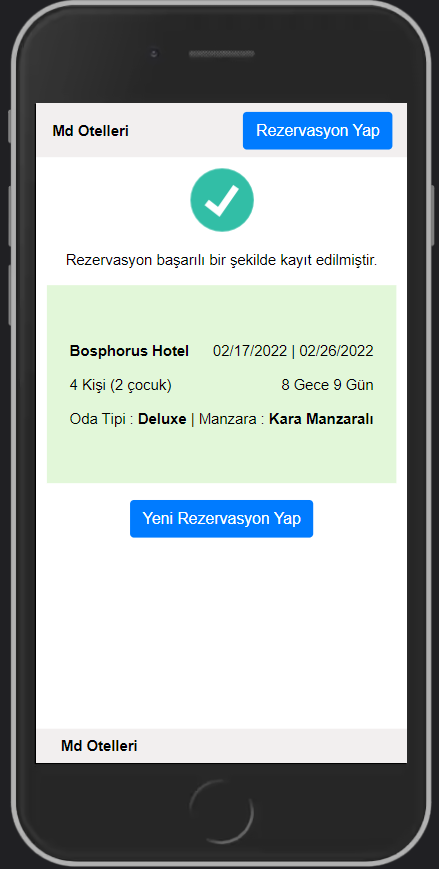 Md Otelleri Rezervasyon Yap
Rezervasyon başarılı bir şekilde kayıt edilmiştir.
Bosphorus Hotel 02/17/2022 | 02/26/2022
4 Kişi (2 çocuk) 8 Gece 9 Gün
Oda Tipi : Deluxe | Manzara : Kara Manzaralı
Yeni Rezervasyon Yap
Md Otelleri